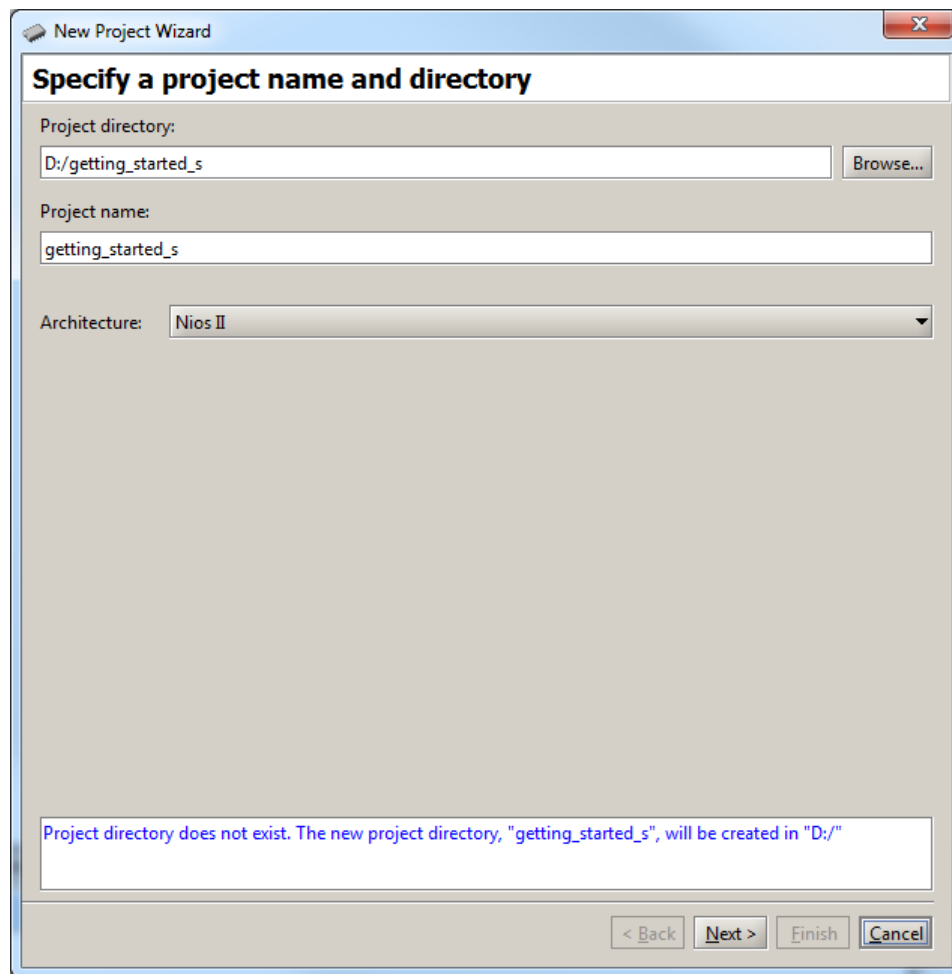 New Project Wizard
Specify a project name and directory
Project directory:
D:/getting_started_s
Browse...
Project name:
getting_started_s
Architecture:
Nios II
Project directory does not exist. The new project directory, "getting_started_s", will be created in "D:/"
< Back
Next >
Finish
Cancel